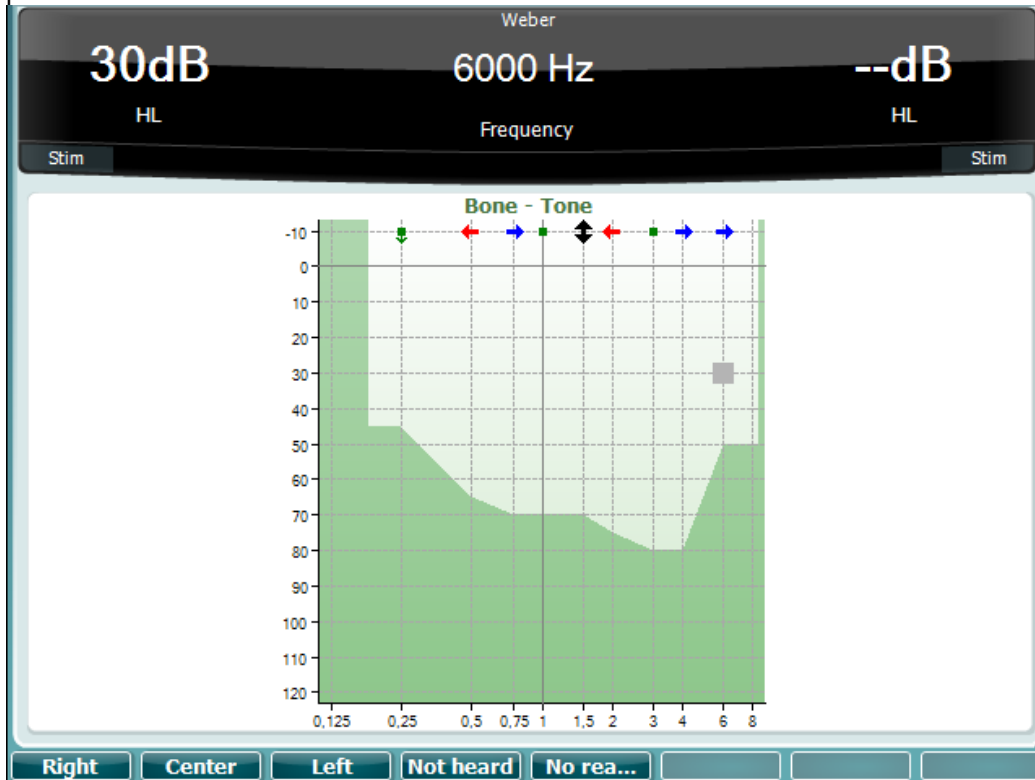 Weber
30dB 6000 Hz --dB
HL Frequency HL
Stim Stim
Bone - Tone
-10
0
10
20
30
40
50
60
70
80
90
100
110
120
0,125 0,25 0,5 0,75 1 1,5 2 3 4 6 8
Right Center Left Not heard No rea...